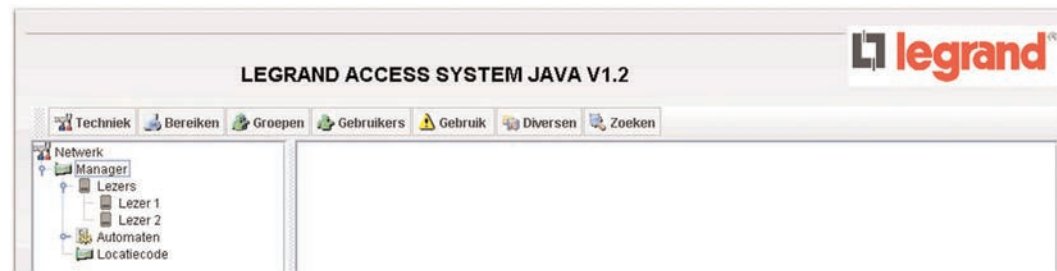 legrand®
LEGRAND ACCESS SYSTEM JAVA V1.2
Techniek Bereiken Groepen Gebruikers Gebruik Diversen Zoeken
Netwerk
Manager
Lezers
Lezer 1
Lezer 2
Automaten
Locatiecode